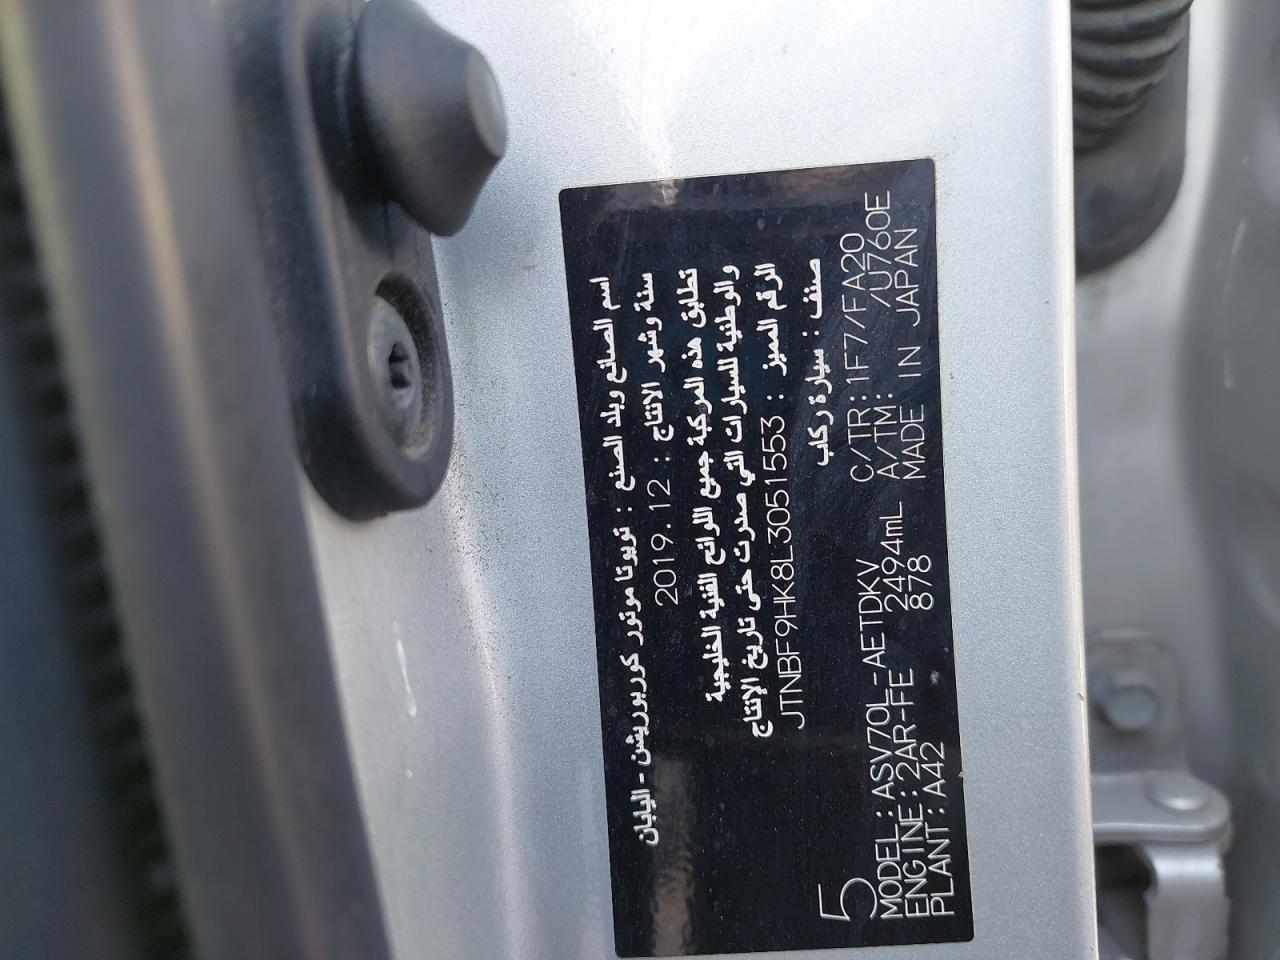 اسم الصانع وبلد الصنع : تويوتا موتور كوربوريشن - اليابان
سنة وشهر الانتاج : 2019.12
تطابق هذه المركبة جميع اللوائح الفنية الخليجية
والوطنية للسيارات التي صدرت حتى تاريخ الإنتاج
الرقم المميز : JTNBF9HK8L3051553
صنف : سيارة ركاب
5
MODEL:ASV70L-AETDKV C/TR:1F7/FA20
ENGINE:2AR-FE 2494mL A/TM: /U760E
PLANT:A42 878 MADE IN JAPAN